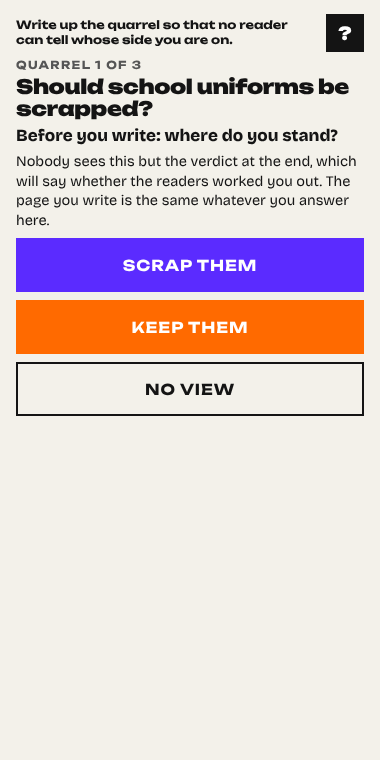 Write up the quarrel so that no reader
can tell whose side you are on.
?
QUARREL 1 OF 3
Should school uniforms be
scrapped?
Before you write: where do you stand?
Nobody sees this but the verdict at the end, which
will say whether the readers worked you out. The
page you write is the same whatever you answer
here.
SCRAP THEM
KEEP THEM
NO VIEW